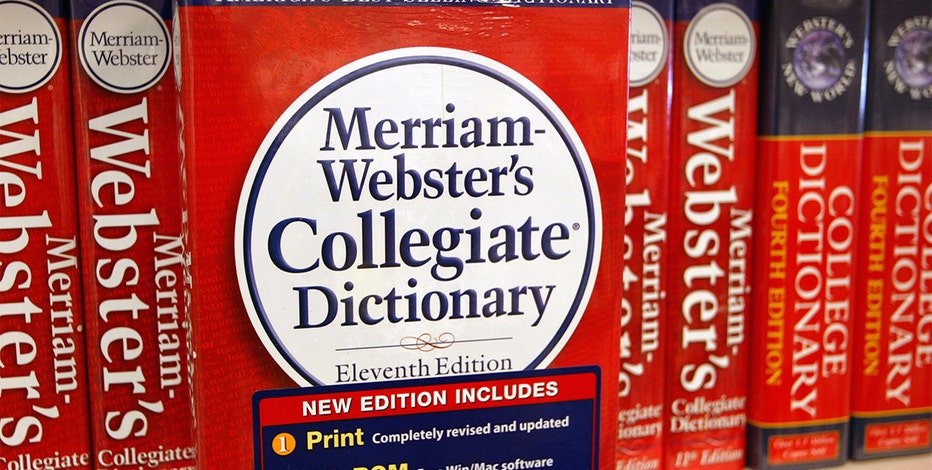 Merriam-
Webster
Merriam-
Webster's
Merriam-
Webster
Merriam-
Webster's
Collegiate
AMERICA'S BEST-SELLING DICTIONARY
Merriam-
Webster's
Collegiate®
Dictionary
Eleventh Edition
NEW EDITION INCLUDES
1 Print Completely revised and updated
Win/Mac software
Merriam-
Webster's
Collegiate
Dictionary
Merriam-
Webster
Merriam-
Webster's
Collegiate
Dictionary
11th Edition
WEBSTER'S
NEW WORLD
COLLEGE
DICTIONARY
FOURTH EDITION
WEBSTER'S
NEW WORLD
COLLEGE
DICTIONARY
FOURTH EDITION